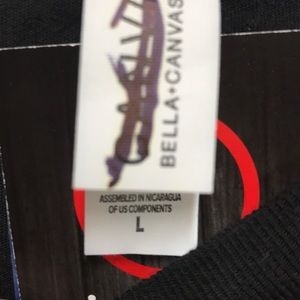 BELLA+CANVAS
ASSEMBLED IN NICARAGUA
OF US COMPONENTS
L